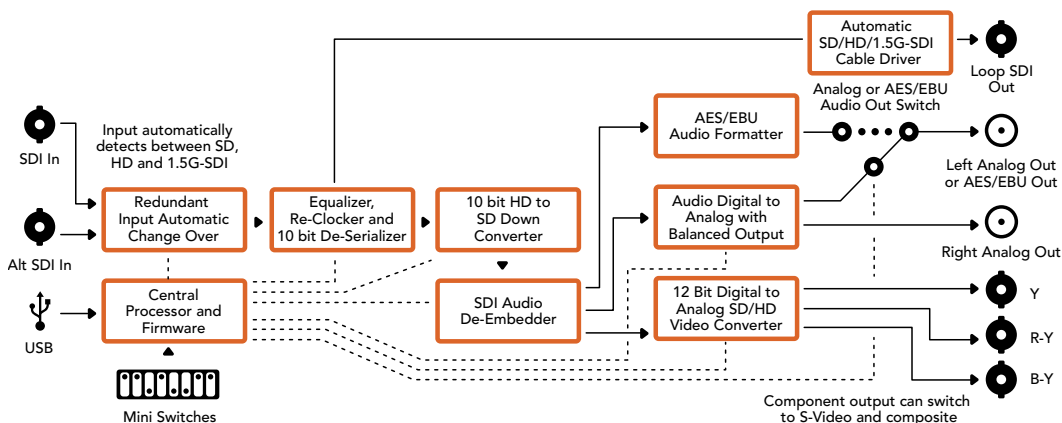 Automatic
SD/HD/1.5G-SDI
Cable Driver
Loop SDI
Out
Analog or AES/EBU
Audio Out Switch
SDI In
Input automatically
detects between SD,
HD and 1.5G-SDI
AES/EBU
Audio Formatter
Left Analog Out
or AES/EBU Out
Alt SDI In
Redundant
Input Automatic
Change Over
Equalizer,
Re-Clocker and
10 bit De-Serializer
10 bit HD to
SD Down
Converter
Audio Digital to
Analog with
Balanced Output
Right Analog Out
USB
Central
Processor and
Firmware
SDI Audio
De-Embedder
12 Bit Digital to
Analog SD/HD
Video Converter
Y
R-Y
B-Y
Mini Switches
Component output can switch
to S-Video and composite